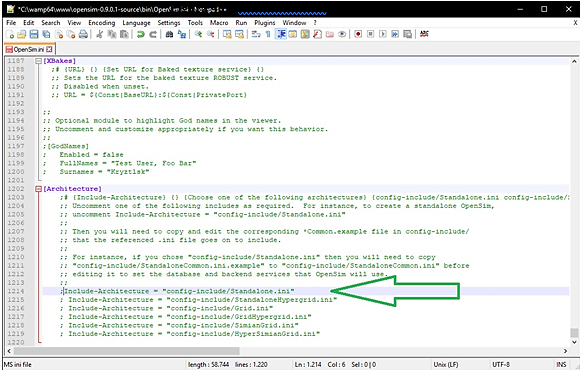 *C:\wamp64\www\opensim-0.9.0.1-source\bin\Open
File Edit Search View Encoding Language Settings Tools Macro Run Plugins Window ?
X
OpenSim.ini
1187 [XBakes]
1188 ;# {URL} {} {Set URL for Baked texture service} {}
1189 ;; Sets the URL for the baked texture ROBUST service.
1190 ;; Disabled when unset.
1191 ;; URL = ${Const|BaseURL}:${Const|PrivatePort}
1192
1193 ;;
1194 ;; Optional module to highlight God names in the viewer.
1195 ;; Uncomment and customize appropriately if you want this behavior.
1196 ;;
1197 ;[GodNames]
1198 ; Enabled = false
1199 ; FullNames = "Test User, Foo Bar"
1200 ; Surnames = "Kryztlsk"
1201
1202 [Architecture]
1203 ;# {Include-Architecture} {} {Choose one of the following architectures} {config-include/Standalone.ini config-include/S
1204 ;; Uncomment one of the following includes as required. For instance, to create a standalone OpenSim,
1205 ;; uncomment Include-Architecture = "config-include/Standalone.ini"
1206 ;;
1207 ;; Then you will need to copy and edit the corresponding *Common.example file in config-include/
1208 ;; that the referenced .ini file goes on to include.
1209 ;;
1210 ;; For instance, if you chose "config-include/Standalone.ini" then you will need to copy
1211 ;; "config-include/StandaloneCommon.ini.example" to "config-include/StandaloneCommon.ini" before
1212 ;; editing it to set the database and backend services that OpenSim will use.
1213 ;;
1214 ;Include-Architecture = "config-include/Standalone.ini"
1215 ; Include-Architecture = "config-include/StandaloneHypergrid.ini"
1216 ; Include-Architecture = "config-include/Grid.ini"
1217 ; Include-Architecture = "config-include/GridHypergrid.ini"
1218 ; Include-Architecture = "config-include/SimianGrid.ini"
1219 ; Include-Architecture = "config-include/HyperSimianGrid.ini"
MS ini file length : 58.744 lines : 1.220 Ln : 1.214 Col : 6 Sel : 0 | 0 Unix (LF) UTF-8 INS